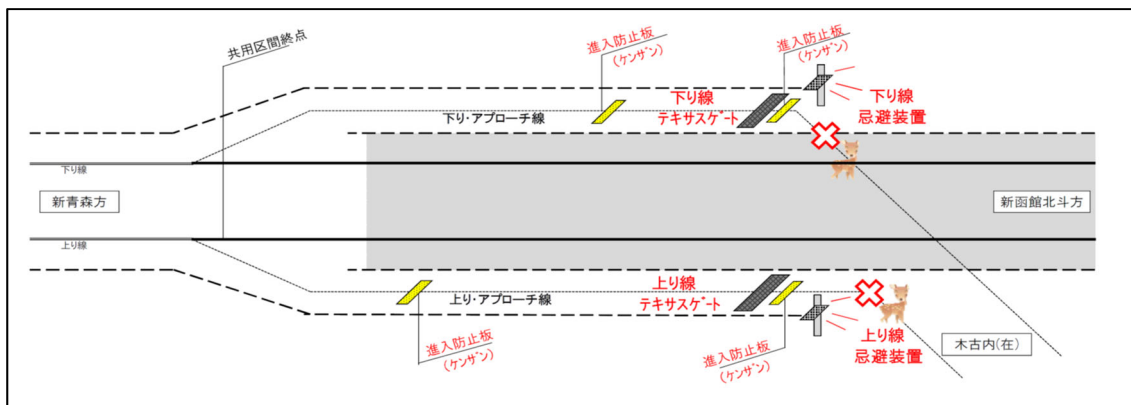 共用区間終点
進入防止板
(ケンザン)
進入防止板
(ケンザン)
下り線
テキサスゲート
下り線
忌避装置
下り・アプローチ線
下り線
新青森方
新函館北斗方
上り線
上り線
テキサスゲート
上り・アプローチ線
進入防止板
(ケンザン)
進入防止板
(ケンザン)
上り線
忌避装置
木古内(在)